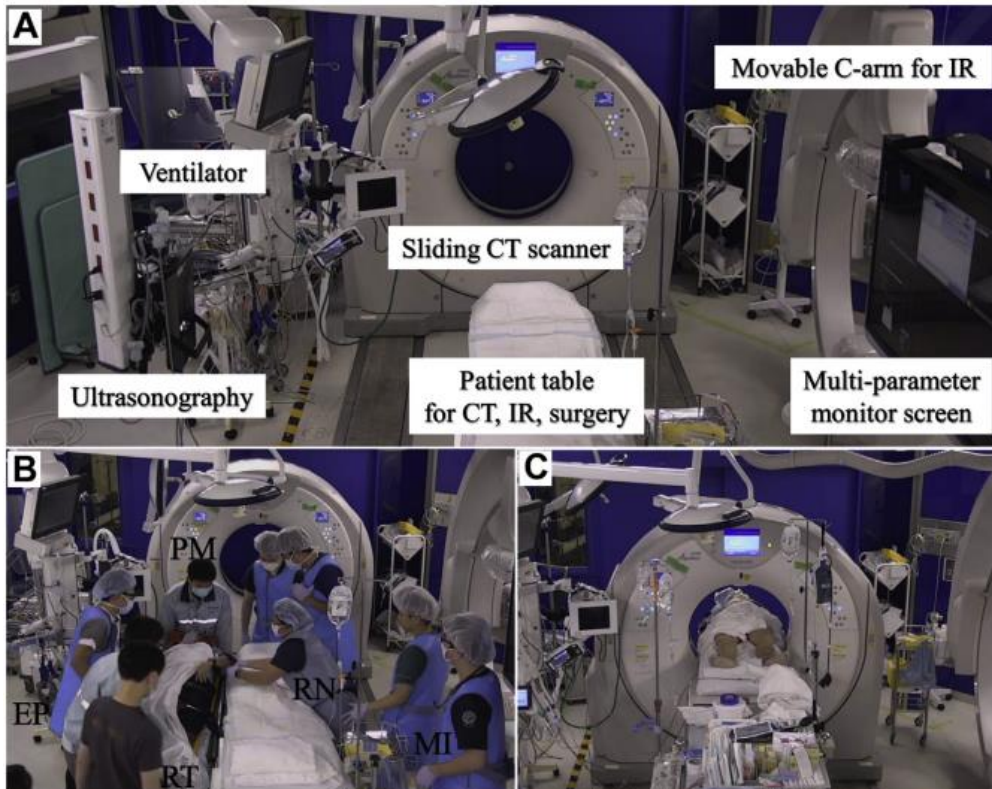 A
Movable C-arm for IR
Ventilator
Sliding CT scanner
Ultrasonography
Patient table
for CT, IR, surgery
Multi-parameter
monitor screen
B
PM
EP
RN
RT
MI
C